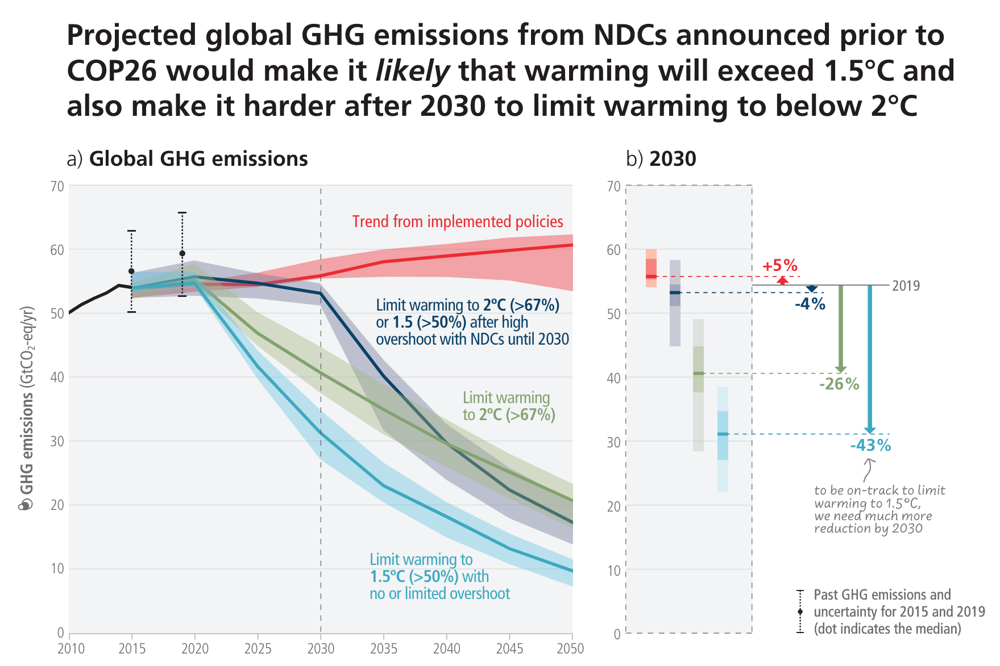 Projected global GHG emissions from NDCs announced prior to
COP26 would make it likely that warming will exceed 1.5°C and
also make it harder after 2030 to limit warming to below 2°C
a) Global GHG emissions
GHG emissions (GtCO₂-eq/yr)
70
60
50
40
30
20
10
0
2010 2015 2020 2025 2030 2035 2040 2045 2050
Trend from implemented policies
Limit warming to 2°C (>67%)
or 1.5 (>50%) after high
overshoot with NDCs until 2030
Limit warming
to 2°C (>67%)
Limit warming to
1.5°C (>50%) with
no or limited overshoot
b) 2030
70
60
50
40
30
20
10
0
+5%
2019
-4%
-26%
-43%
to be on-track to limit
warming to 1.5°C,
we need much more
reduction by 2030
Past GHG emissions and
uncertainty for 2015 and 2019
(dot indicates the median)